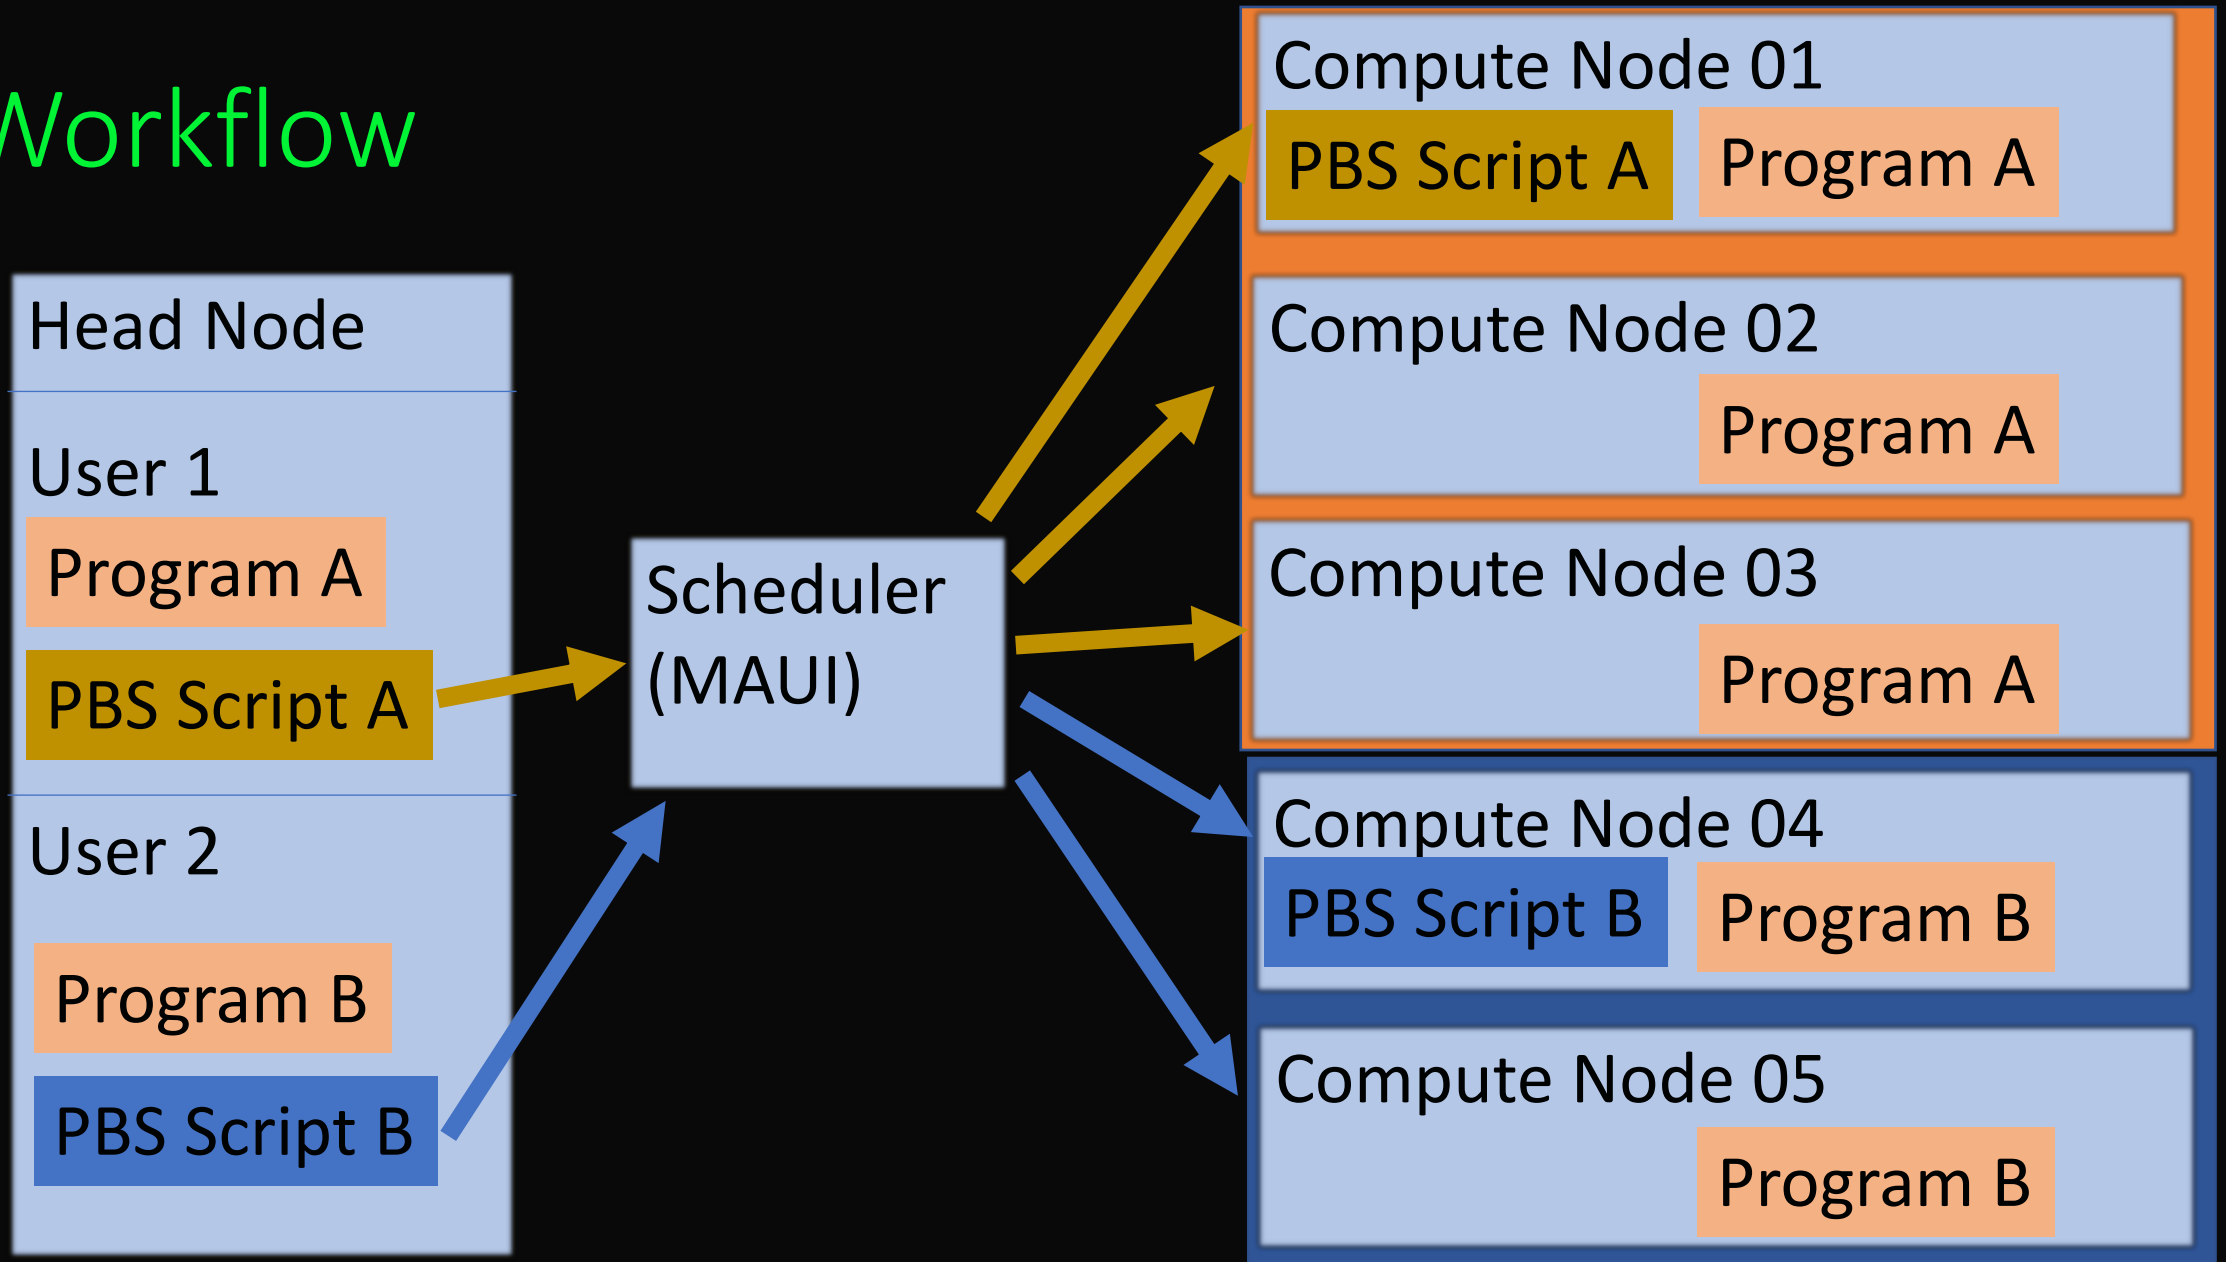 Workflow
Head Node
User 1
Program A
PBS Script A
User 2
Program B
PBS Script B
Scheduler
(MAUI)
Compute Node 01
PBS Script A
Program A
Compute Node 02
Program A
Compute Node 03
Program A
Compute Node 04
PBS Script B
Program B
Compute Node 05
Program B